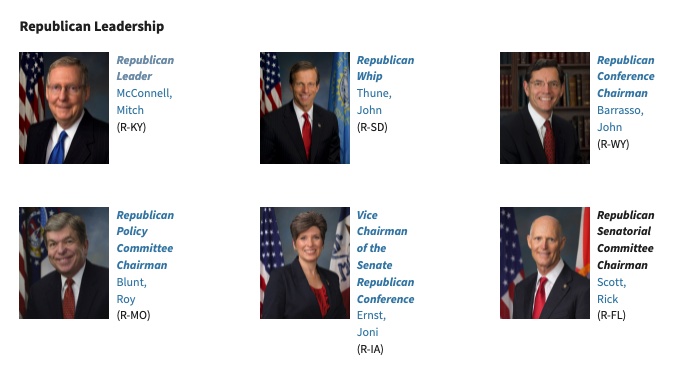 Republican Leadership
Republican
Leader
McConnell,
Mitch
(R-KY)
Republican
Whip
Thune,
John
(R-SD)
Republican
Conference
Chairman
Barrasso,
John
(R-WY)
Republican
Policy
Committee
Chairman
Blunt,
Roy
(R-MO)
Vice
Chairman
of the
Senate
Republican
Conference
Ernst,
Joni
(R-IA)
Republican
Senatorial
Committee
Chairman
Scott,
Rick
(R-FL)